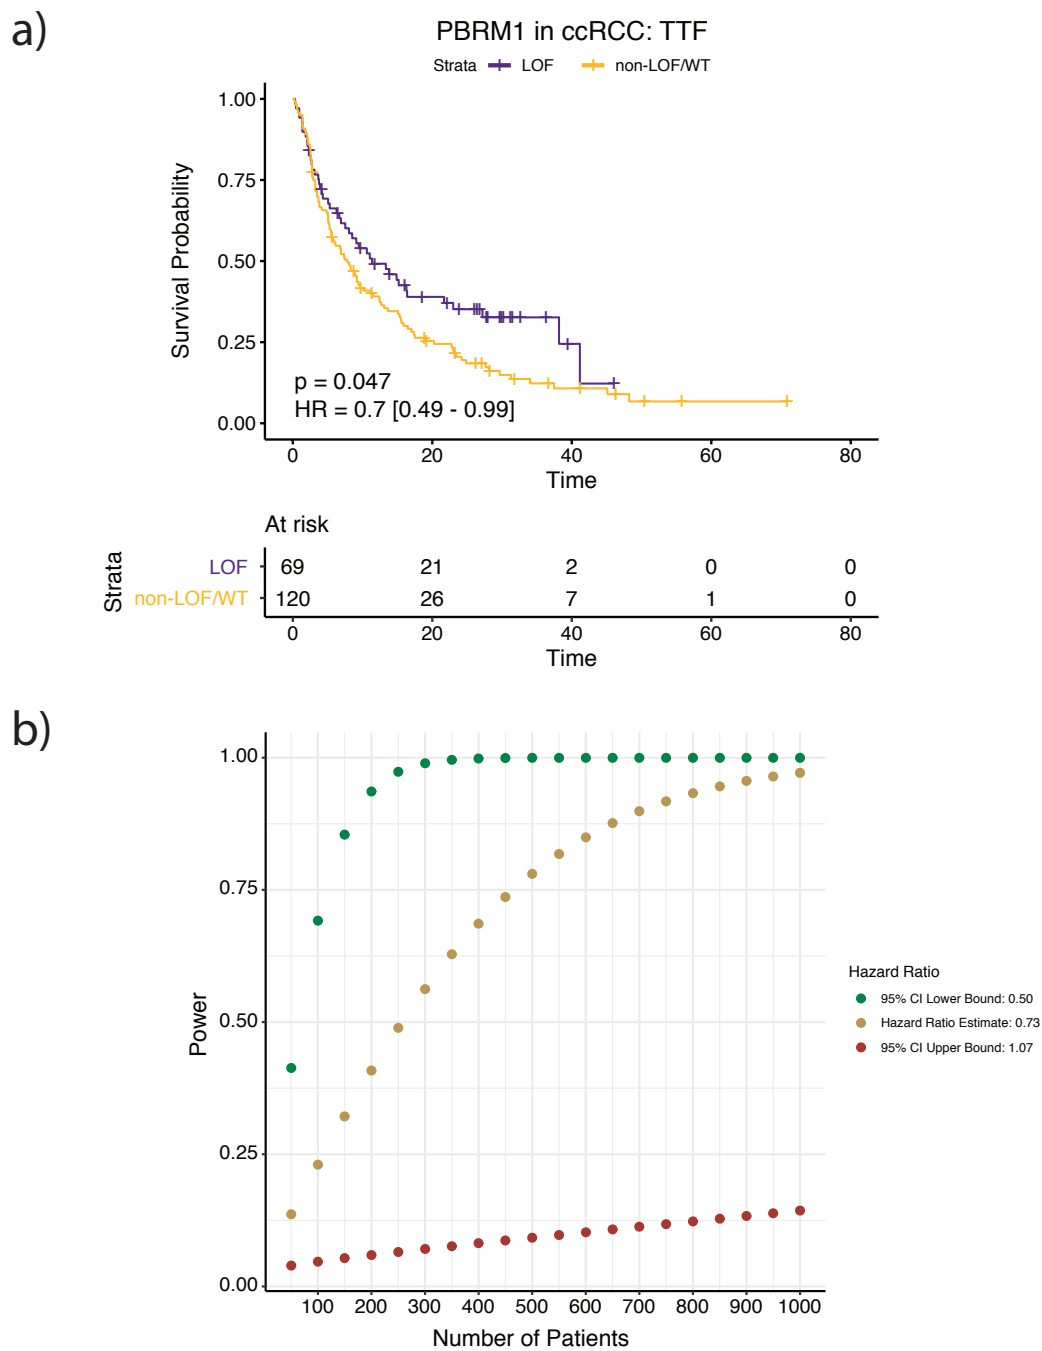 a)
PBRM1 in ccRCC: TTF
Strata LOF non-LOF/WT
1.00
0.75
0.50
0.25
0.00
Survival Probability
p = 0.047
HR = 0.7 [0.49 - 0.99]
0 20 40 60 80
Time
At risk
Strata
LOF 69 21 2 0 0
non-LOF/WT 120 26 7 1 0
0 20 40 60 80
Time
b)
1.00
0.75
0.50
0.25
0.00
Power
100 200 300 400 500 600 700 800 900 1000
Number of Patients
Hazard Ratio
95% CI Lower Bound: 0.50
Hazard Ratio Estimate: 0.73
95% CI Upper Bound: 1.07